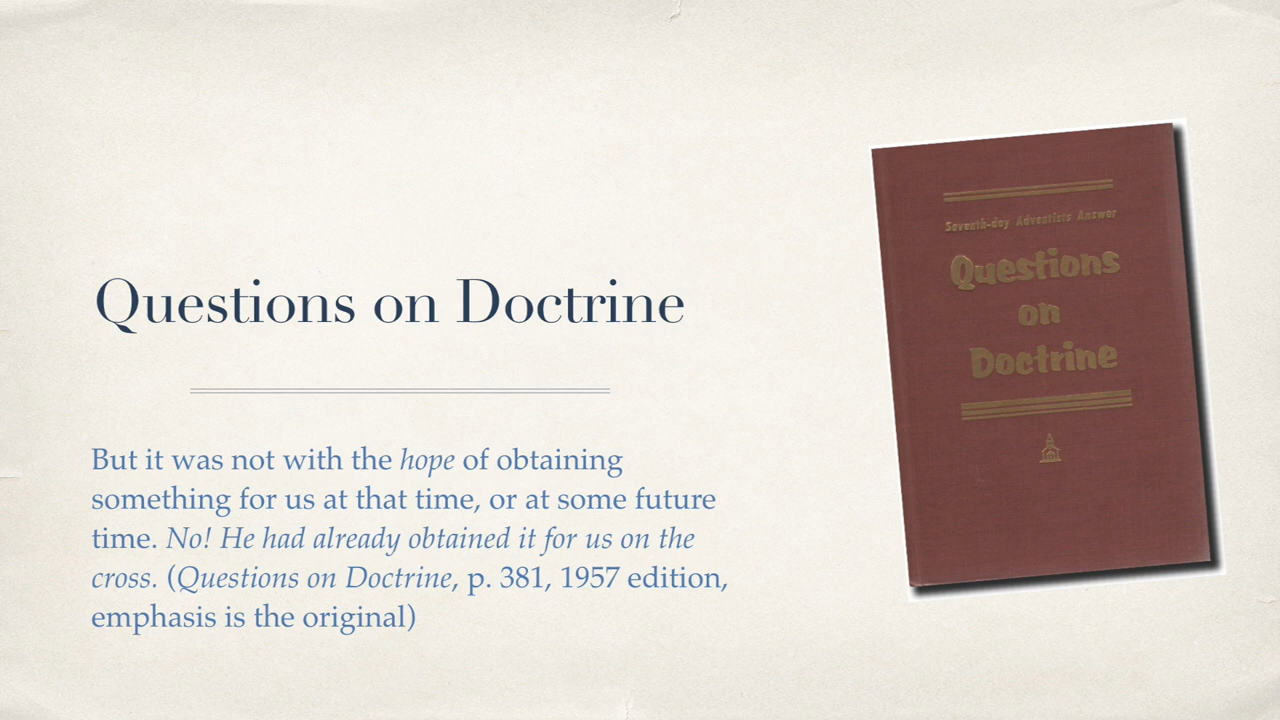 Questions on Doctrine
But it was not with the hope of obtaining
something for us at that time, or at some future
time. No! He had already obtained it for us on the
cross. (Questions on Doctrine, p. 381, 1957 edition,
emphasis is the original)
Seventh-day Adventists Answer
Questions
on
Doctrine